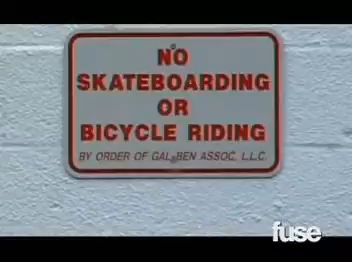 NO
SKATEBOARDING
OR
BICYCLE RIDING
BY ORDER OF GAL-BEN ASSOC. L.L.C.
fuse